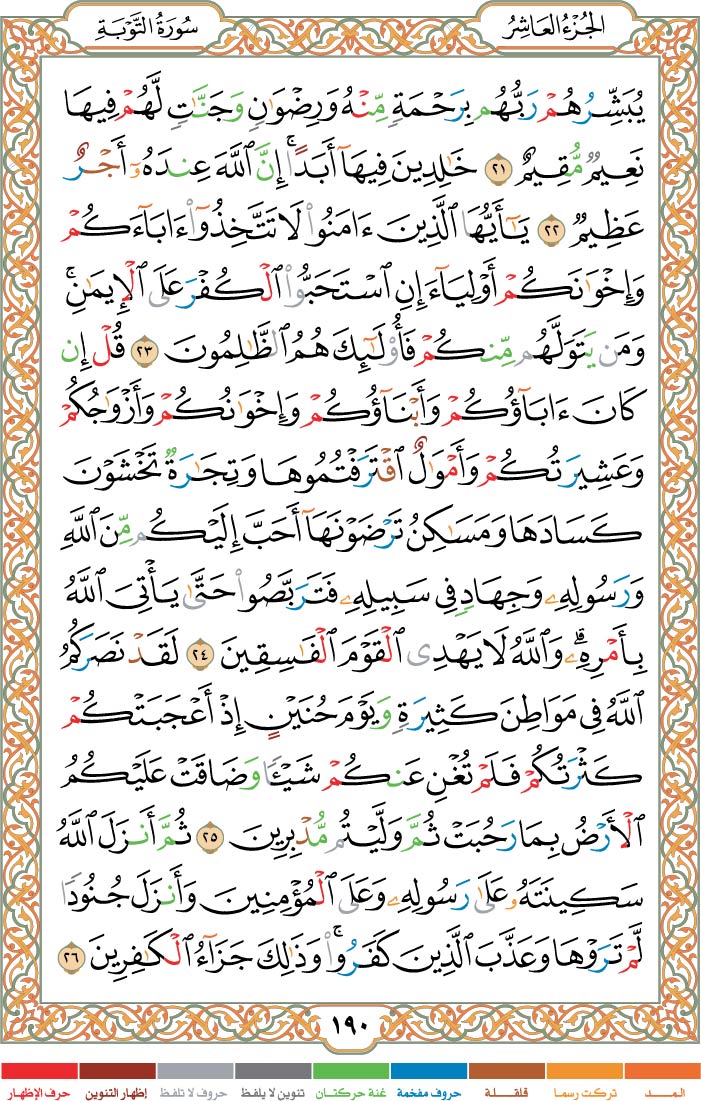 الجُزْءُ العَاشِرُ
سُورَةُ التَّوْبَةِ
يُبَشِّرُهُمْ رَبُّهُم بِرَحْمَةٍ مِّنْهُ وَرِضْوَٰنٍ وَجَنَّٰتٍ لَّهُمْ فِيهَا
نَعِيمٌ مُّقِيمٌ ٢١ خَٰلِدِينَ فِيهَآ أَبَدًا ۚ إِنَّ ٱللَّهَ عِندَهُۥٓ أَجْرٌ
عَظِيمٌ ٢٢ يَٰٓأَيُّهَا ٱلَّذِينَ ءَامَنُوا۟ لَا تَتَّخِذُوٓا۟ ءَابَآءَكُمْ
وَإِخْوَٰنَكُمْ أَوْلِيَآءَ إِنِ ٱسْتَحَبُّوا۟ ٱلْكُفْرَ عَلَى ٱلْإِيمَٰنِ ۚ
وَمَن يَتَوَلَّهُم مِّنكُمْ فَأُو۟لَٰٓئِكَ هُمُ ٱلظَّٰلِمُونَ ٢٣ قُلْ إِن
كَانَ ءَابَآؤُكُمْ وَأَبْنَآؤُكُمْ وَإِخْوَٰنُكُمْ وَأَزْوَٰجُكُمْ
وَعَشِيرَتُكُمْ وَأَمْوَٰلٌ ٱقْتَرَفْتُمُوهَا وَتِجَٰرَةٌ تَخْشَوْنَ
كَسَادَهَا وَمَسَٰكِنُ تَرْضَوْنَهَآ أَحَبَّ إِلَيْكُم مِّنَ ٱللَّهِ
وَرَسُولِهِۦ وَجِهَادٍ فِى سَبِيلِهِۦ فَتَرَبَّصُوا۟ حَتَّىٰ يَأْتِىَ ٱللَّهُ
بِأَمْرِهِۦ ۗ وَٱللَّهُ لَا يَهْدِى ٱلْقَوْمَ ٱلْفَٰسِقِينَ ٢٤ لَقَدْ نَصَرَكُمُ
ٱللَّهُ فِى مَوَاطِنَ كَثِيرَةٍ وَيَوْمَ حُنَيْنٍ إِذْ أَعْجَبَتْكُمْ
كَثْرَتُكُمْ فَلَمْ تُغْنِ عَنكُمْ شَيْـًٔا وَضَاقَتْ عَلَيْكُمُ
ٱلْأَرْضُ بِمَا رَحُبَتْ ثُمَّ وَلَّيْتُم مُّدْبِرِينَ ٢٥ ثُمَّ أَنزَلَ ٱللَّهُ
سَكِينَتَهُۥ عَلَىٰ رَسُولِهِۦ وَعَلَى ٱلْمُؤْمِنِينَ وَأَنزَلَ جُنُودًا
لَّمْ تَرَوْهَا وَعَذَّبَ ٱلَّذِينَ كَفَرُوا۟ ۚ وَذَٰلِكَ جَزَآءُ ٱلْكَٰفِرِينَ ٢٦
١٩٠
المــد تركت رسما قلقلة حروف مفخمة غنة حركتان تنوين لا يلفظ حروف لا تلفظ إظهار التنوين حرف الإظهار